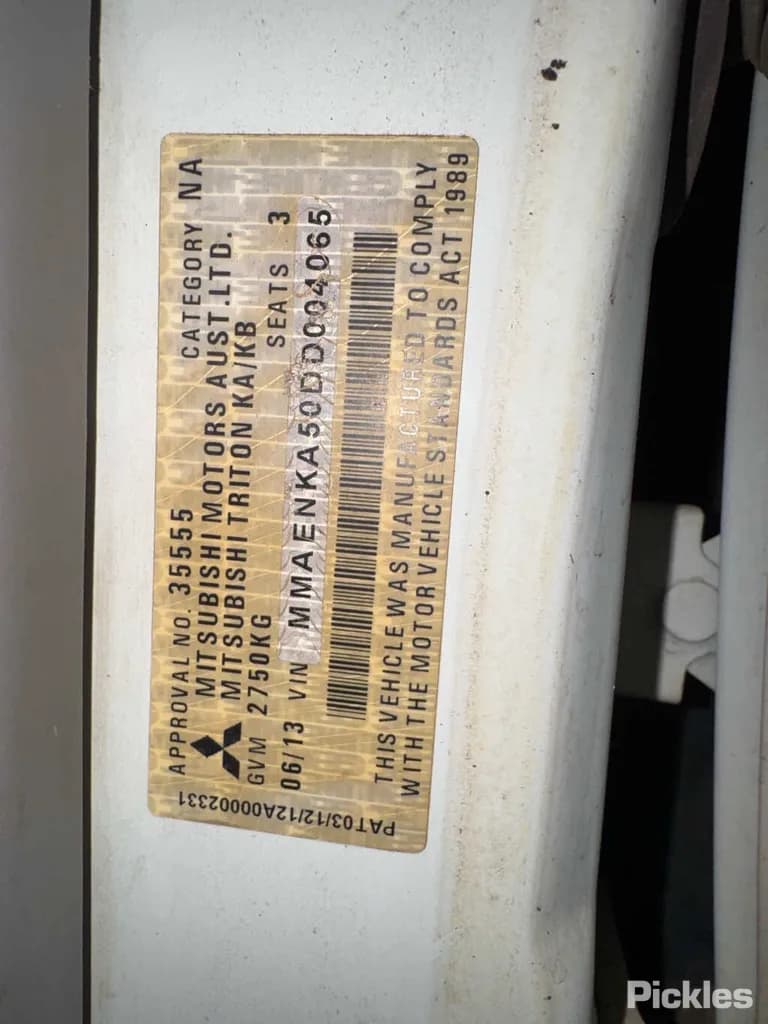 APPROVAL NO. 35555 CATEGORY NA
MITSUBISHI MOTORS AUST.LTD.
MITSUBISHI TRITON KA/KB
GVM 2750KG SEATS 3
06/13 VIN MMAENKA50DD004065
THIS VEHICLE WAS MANUFACTURED TO COMPLY
WITH THE MOTOR VEHICLE STANDARDS ACT 1989
PAT03/12/12A00002331
Pickles